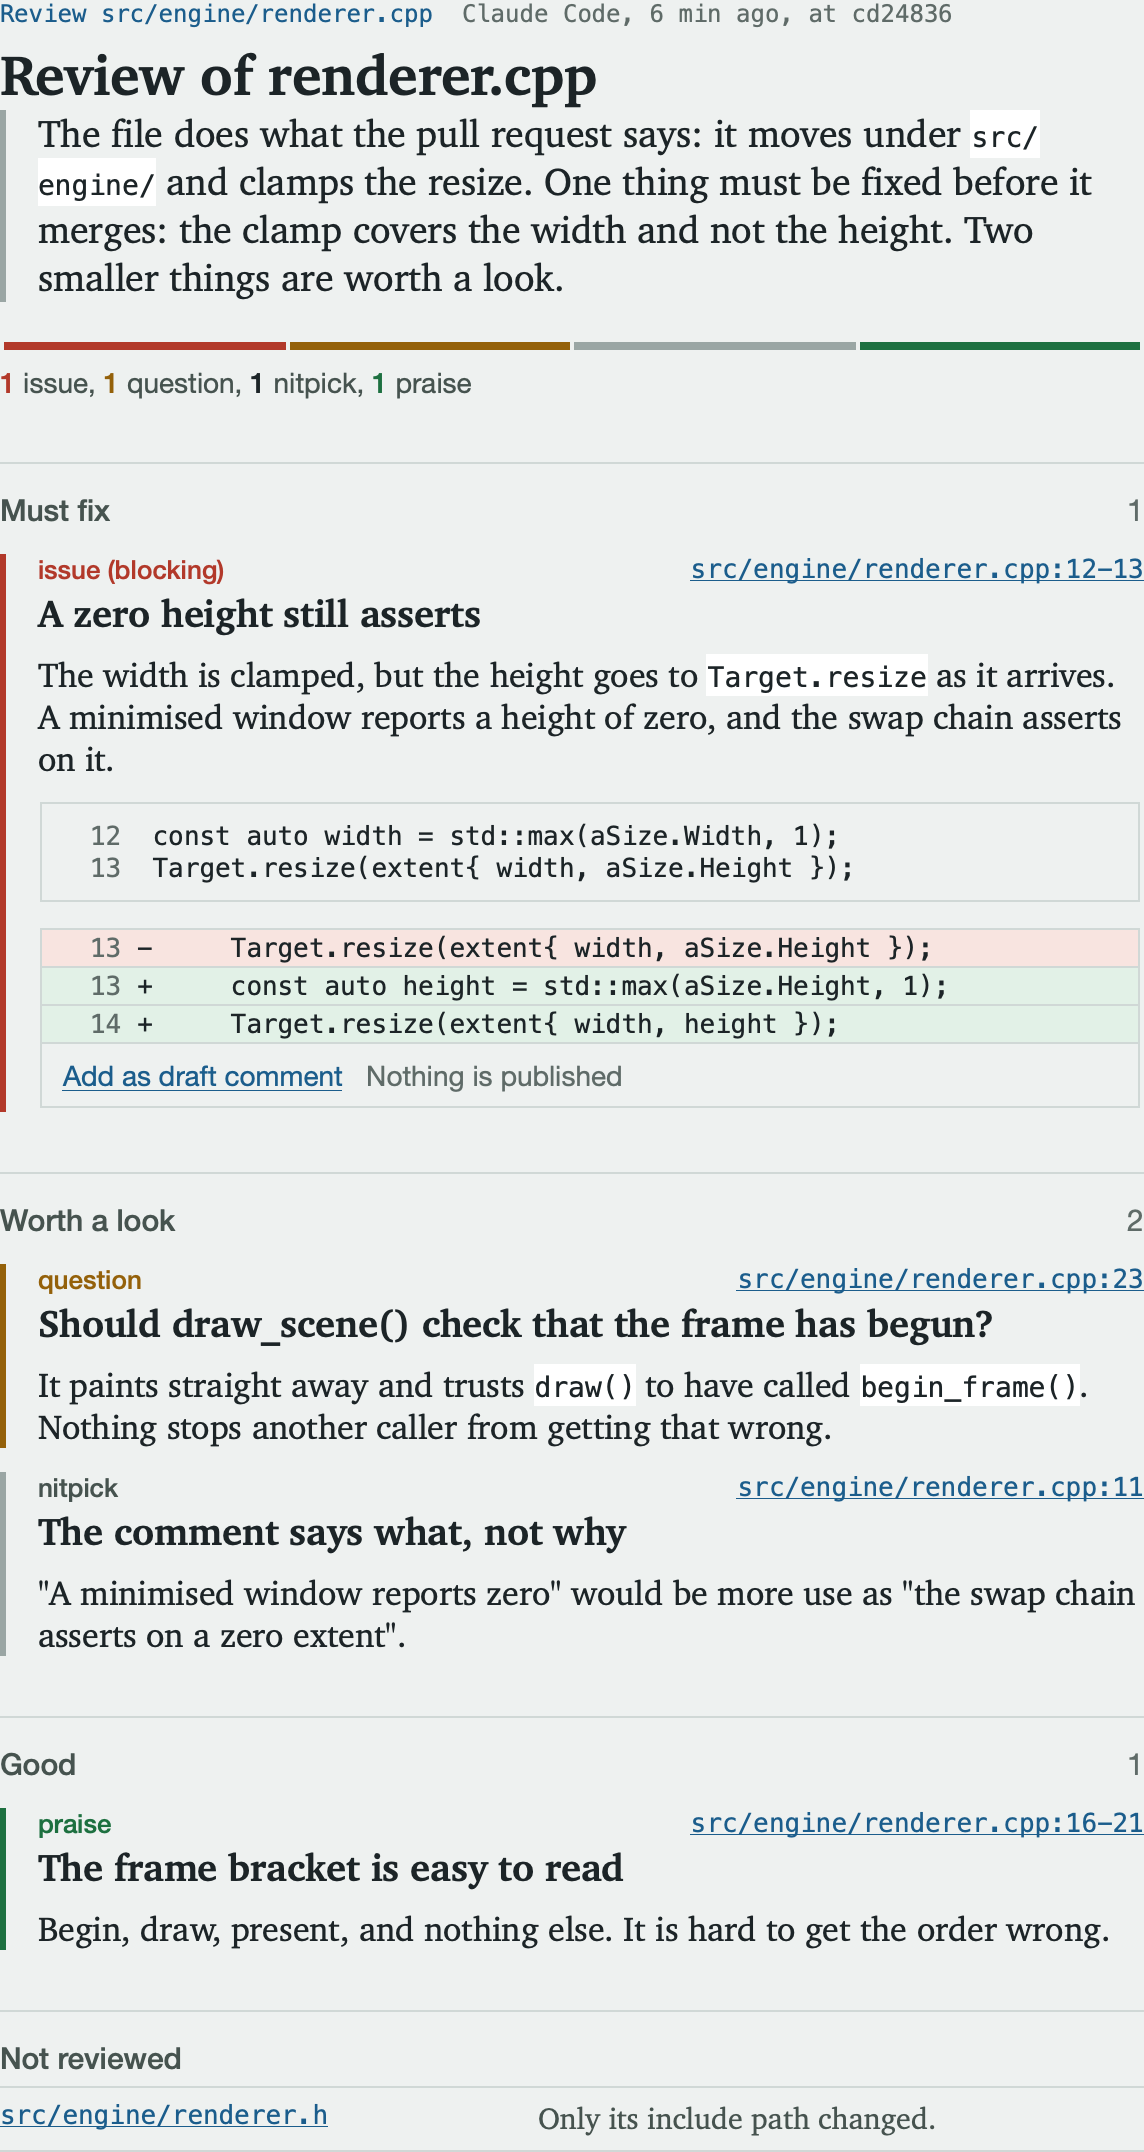 Review src/engine/renderer.cpp Claude Code, 6 min ago, at cd24836
Review of renderer.cpp
The file does what the pull request says: it moves under src/
engine/ and clamps the resize. One thing must be fixed before it
merges: the clamp covers the width and not the height. Two
smaller things are worth a look.
1 issue, 1 question, 1 nitpick, 1 praise
Must fix 1
issue (blocking) src/engine/renderer.cpp:12–13
A zero height still asserts
The width is clamped, but the height goes to Target.resize as it arrives.
A minimised window reports a height of zero, and the swap chain asserts
on it.
12 const auto width = std::max(aSize.Width, 1);
13 Target.resize(extent{ width, aSize.Height });
13 − Target.resize(extent{ width, aSize.Height });
13 + const auto height = std::max(aSize.Height, 1);
14 + Target.resize(extent{ width, height });
Add as draft comment Nothing is published
Worth a look 2
question src/engine/renderer.cpp:23
Should draw_scene() check that the frame has begun?
It paints straight away and trusts draw() to have called begin_frame().
Nothing stops another caller from getting that wrong.
nitpick src/engine/renderer.cpp:11
The comment says what, not why
"A minimised window reports zero" would be more use as "the swap chain
asserts on a zero extent".
Good 1
praise src/engine/renderer.cpp:16–21
The frame bracket is easy to read
Begin, draw, present, and nothing else. It is hard to get the order wrong.
Not reviewed
src/engine/renderer.h Only its include path changed.